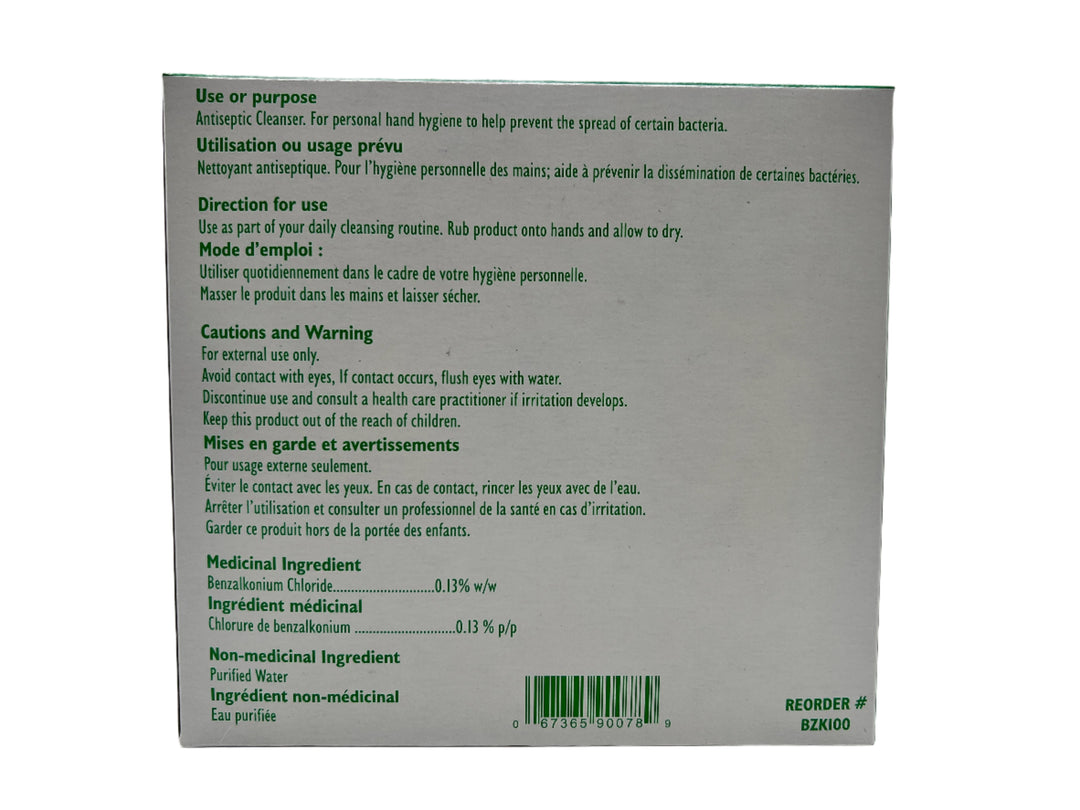 Use or purpose
Antiseptic Cleanser. For personal hand hygiene to help prevent the spread of certain bacteria.
Utilisation ou usage prévu
Nettoyant antiseptique. Pour l'hygiène personnelle des mains; aide à prévenir la dissémination de certaines bactéries.
Direction for use
Use as part of your daily cleansing routine. Rub product onto hands and allow to dry.
Mode d'emploi :
Utiliser quotidiennement dans le cadre de votre hygiène personnelle.
Masser le produit dans les mains et laisser sécher.
Cautions and Warning
For external use only.
Avoid contact with eyes, If contact occurs, flush eyes with water.
Discontinue use and consult a health care practitioner if irritation develops.
Keep this product out of the reach of children.
Mises en garde et avertissements
Pour usage externe seulement.
Éviter le contact avec les yeux. En cas de contact, rincer les yeux avec de l'eau.
Arrêter l'utilisation et consulter un professionnel de la santé en cas d'irritation.
Garder ce produit hors de la portée des enfants.
Medicinal Ingredient
Benzalkonium Chloride............................0.13% w/w
Ingrédient médicinal
Chlorure de benzalkonium ............................0.13 % p/p
Non-medicinal Ingredient
Purified Water
Ingrédient non-médicinal
Eau purifiée
0 67365 90078 9
REORDER #
BZK100